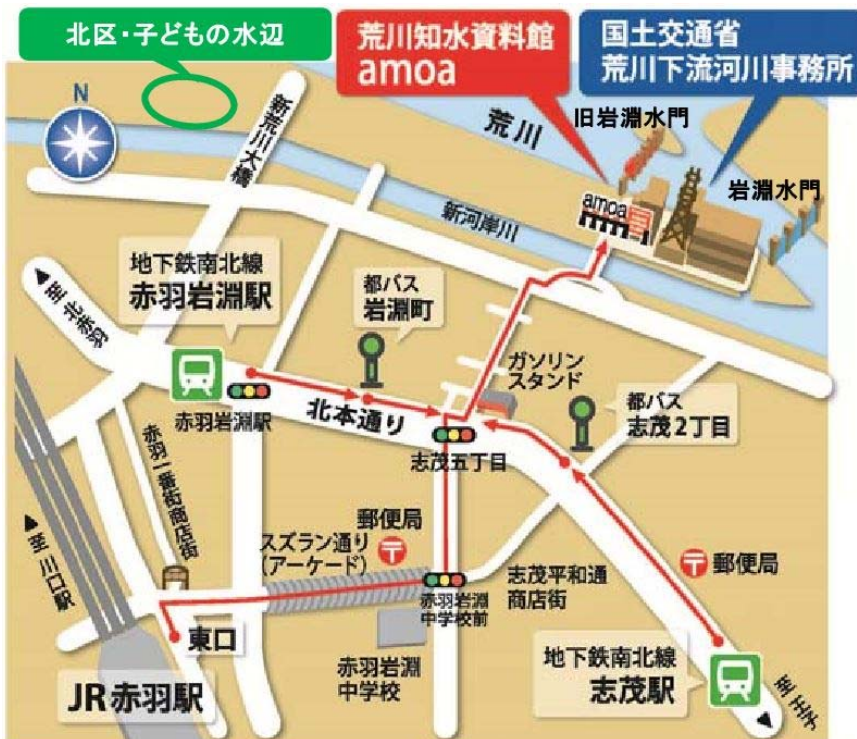 北区・子どもの水辺
荒川知水資料館
amoa
国土交通省
荒川下流河川事務所
N
新荒川大橋
荒川
旧岩淵水門
岩淵水門
amoa
新河岸川
地下鉄南北線
赤羽岩淵駅
都バス
岩淵町
至 北赤羽
ガソリン
スタンド
都バス
志茂2丁目
赤羽岩淵駅
北本通り
志茂五丁目
赤羽一番街商店街
至 川口駅
スズラン通り
(アーケード)
郵便局
〒
赤羽岩淵
中学校前
志茂平和通
商店街
〒
郵便局
東口
JR赤羽駅
赤羽岩淵
中学校
地下鉄南北線
志茂駅
至 王子